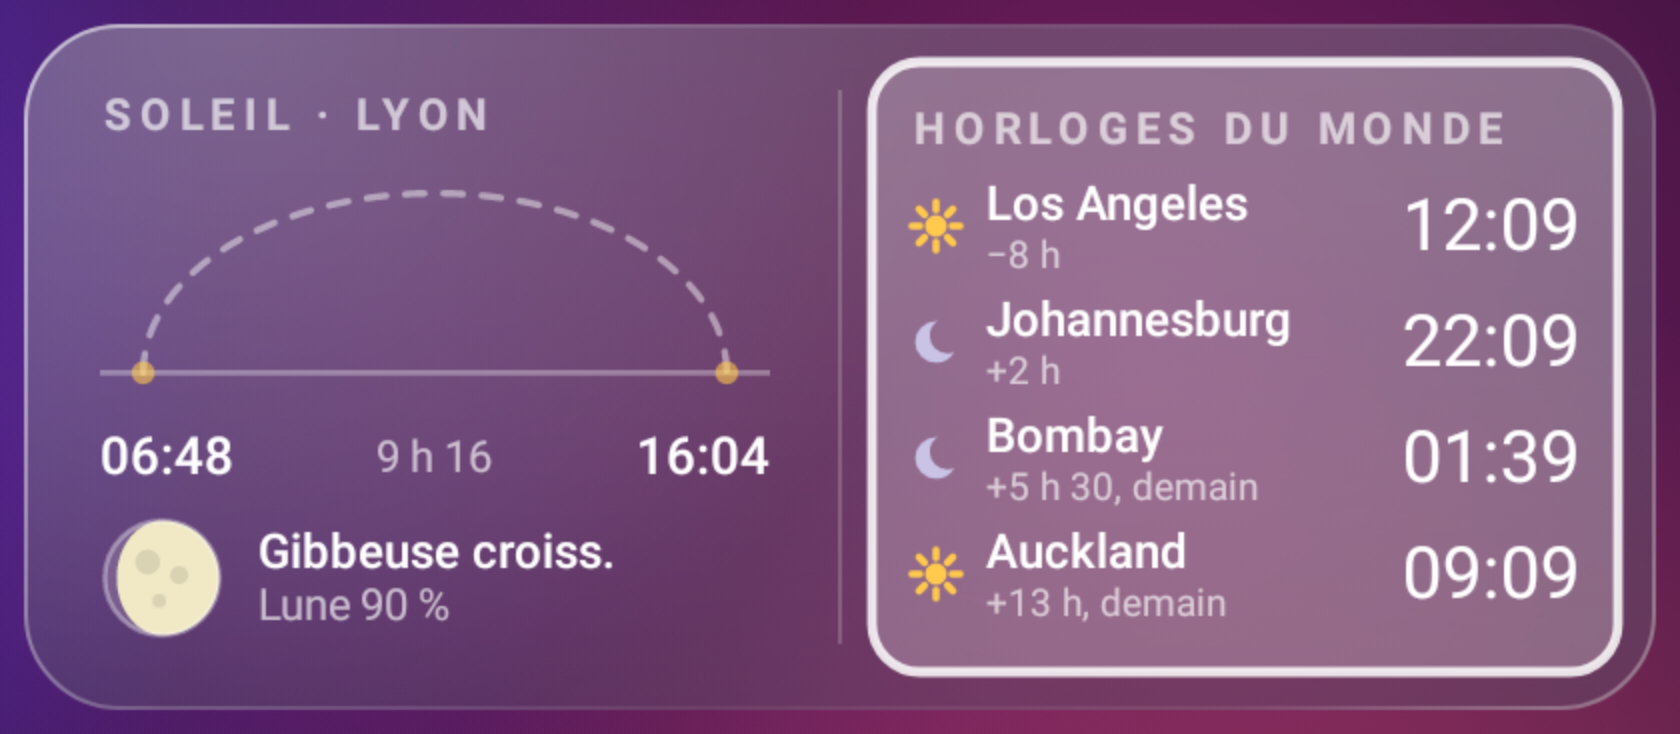 SOLEIL · LYON
06:48 9 h 16 16:04
Gibbeuse croiss.
Lune 90 %
HORLOGES DU MONDE
Los Angeles 12:09
−8 h
Johannesburg 22:09
+2 h
Bombay 01:39
+5 h 30, demain
Auckland 09:09
+13 h, demain